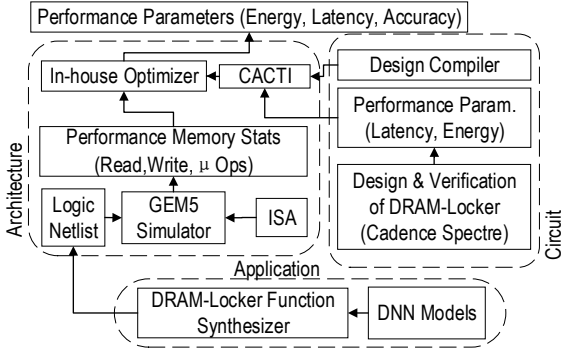 Performance Parameters (Energy, Latency, Accuracy)
In-house Optimizer
CACTI
Design Compiler
Performance Param.
(Latency, Energy)
Performance Memory Stats
(Read,Write, μ Ops)
Design & Verification
of DRAM-Locker
(Cadence Spectre)
Logic
Netlist
GEM5
Simulator
ISA
Architecture
Circuit
Application
DRAM-Locker Function
Synthesizer
DNN Models